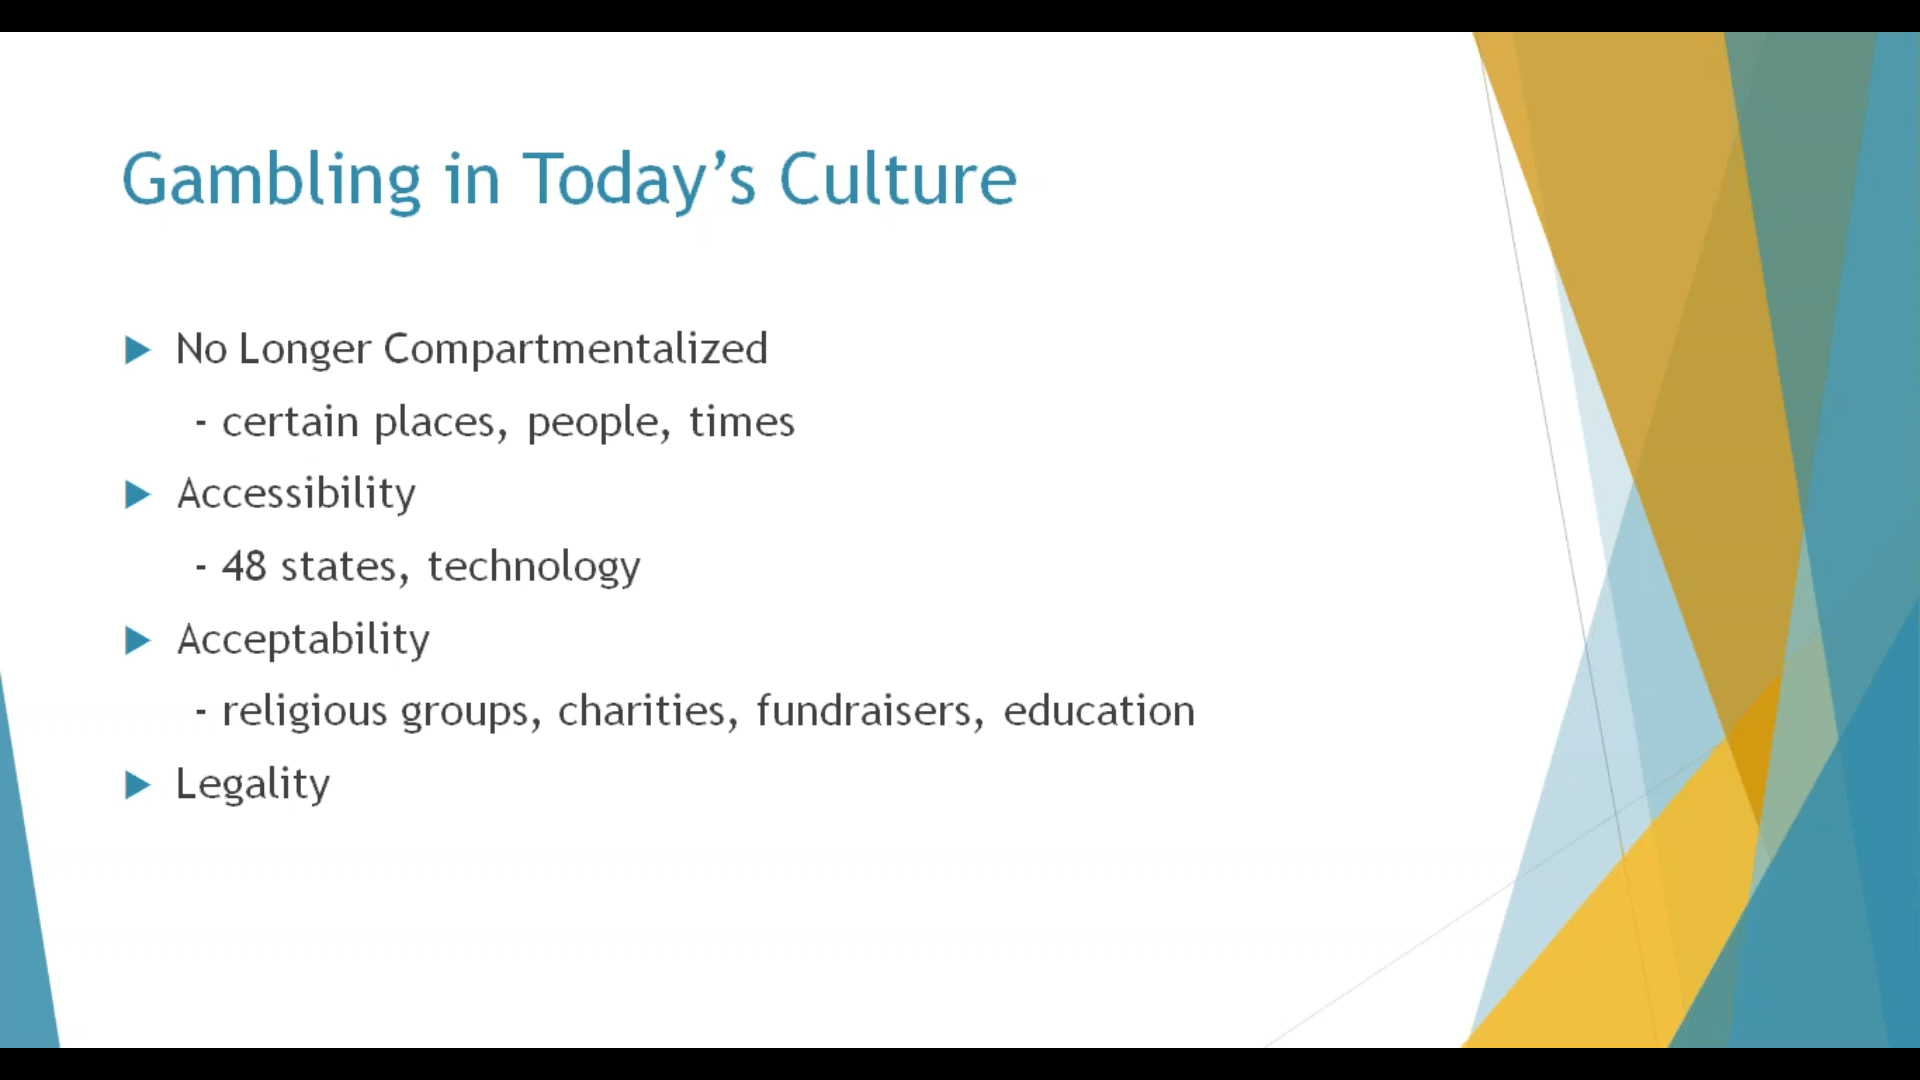 Gambling in Today’s Culture
No Longer Compartmentalized
- certain places, people, times
Accessibility
- 48 states, technology
Acceptability
- religious groups, charities, fundraisers, education
Legality